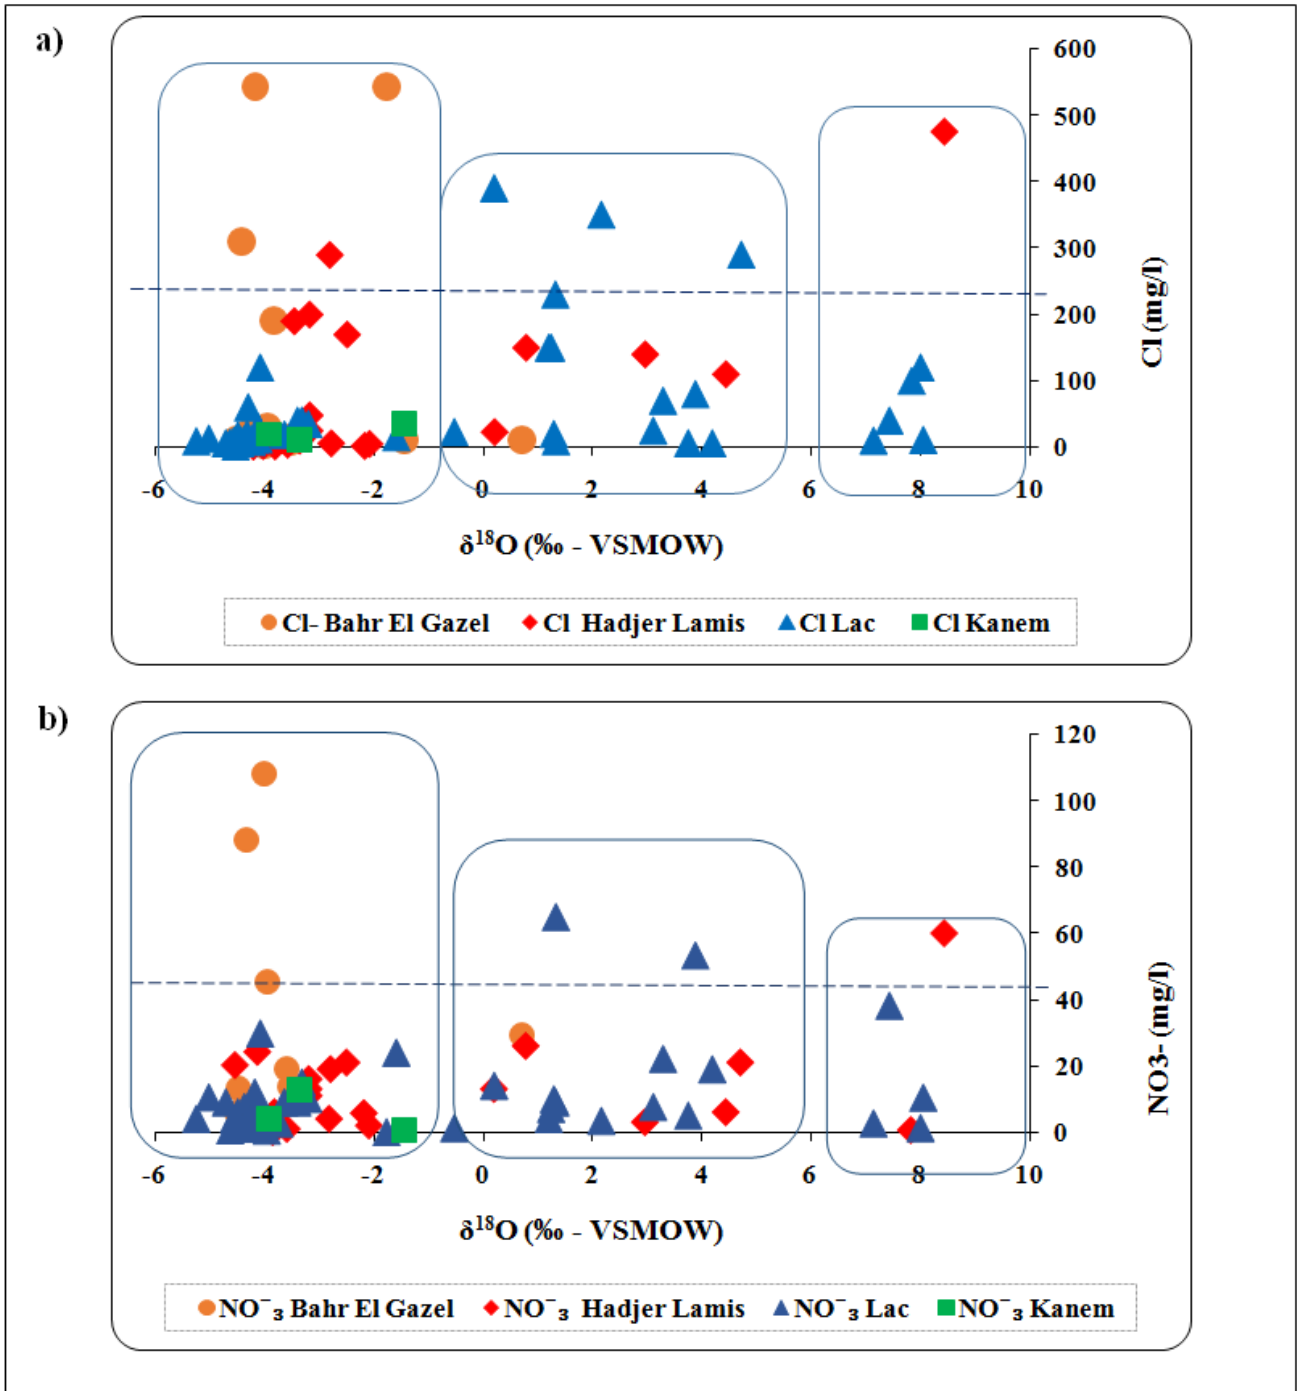 a)
600
500
400
300
200
100
0
Cl (mg/l)
-6 -4 -2 0 2 4 6 8 10
δ¹⁸O (‰ - VSMOW)
Cl- Bahr El Gazel Cl Hadjer Lamis Cl Lac Cl Kanem
b)
120
100
80
60
40
20
0
NO3- (mg/l)
-6 -4 -2 0 2 4 6 8 10
δ¹⁸O (‰ - VSMOW)
NO⁻₃ Bahr El Gazel NO⁻₃ Hadjer Lamis NO⁻₃ Lac NO⁻₃ Kanem